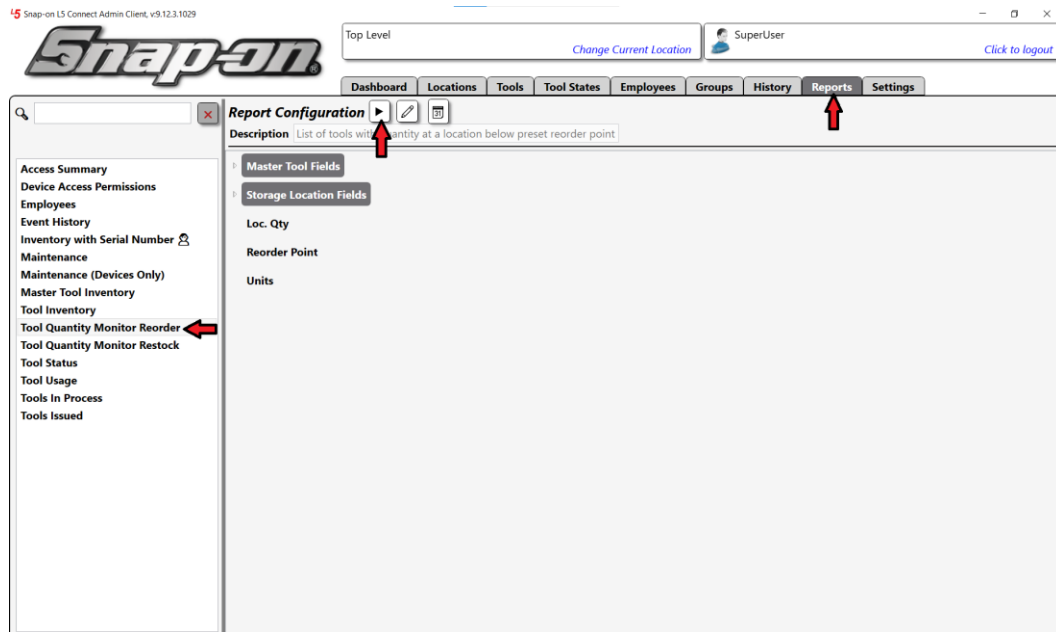 L5 Snap-on L5 Connect Admin Client, v:9.12.3.1029
Snap-on®
Top Level
Change Current Location
SuperUser
Click to logout
Dashboard Locations Tools Tool States Employees Groups History Reports Settings
Report Configuration 31
Description List of tools with quantity at a location below preset reorder point
Access Summary
Device Access Permissions
Employees
Event History
Inventory with Serial Number
Maintenance
Maintenance (Devices Only)
Master Tool Inventory
Tool Inventory
Tool Quantity Monitor Reorder
Tool Quantity Monitor Restock
Tool Status
Tool Usage
Tools In Process
Tools Issued
Master Tool Fields
Storage Location Fields
Loc. Qty
Reorder Point
Units